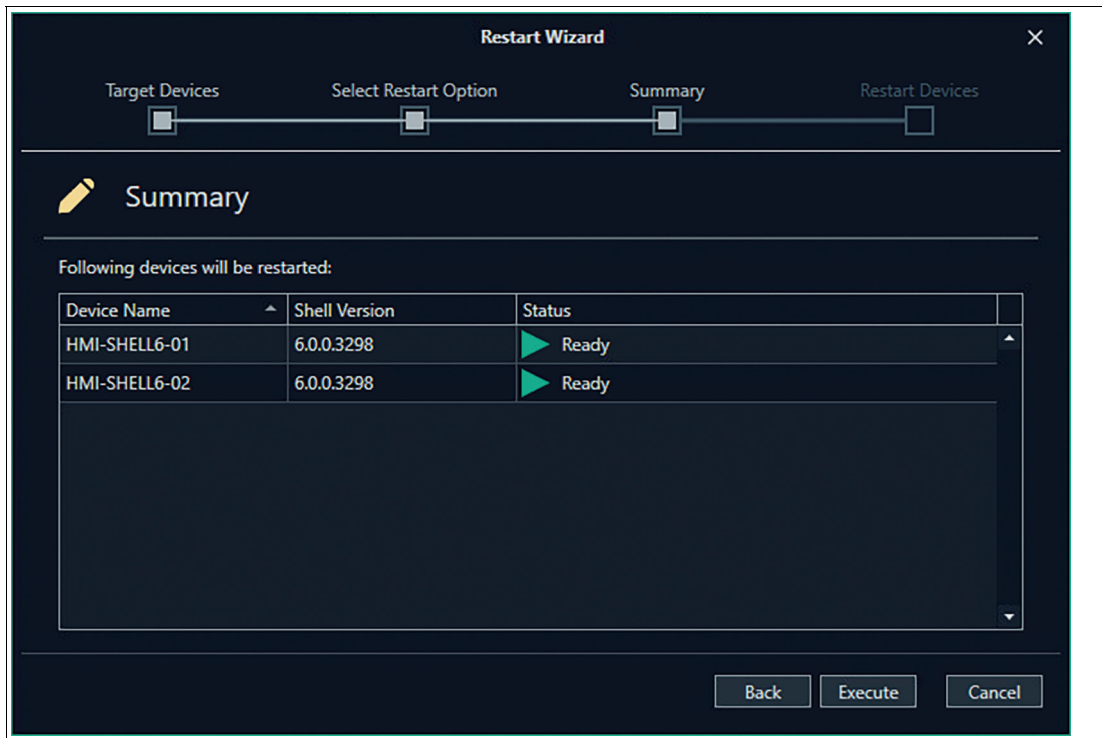 Restart Wizard
Target Devices Select Restart Option Summary Restart Devices
Summary
Following devices will be restarted:
Device Name Shell Version Status
HMI-SHELL6-01 6.0.0.3298 Ready
HMI-SHELL6-02 6.0.0.3298 Ready
Back Execute Cancel